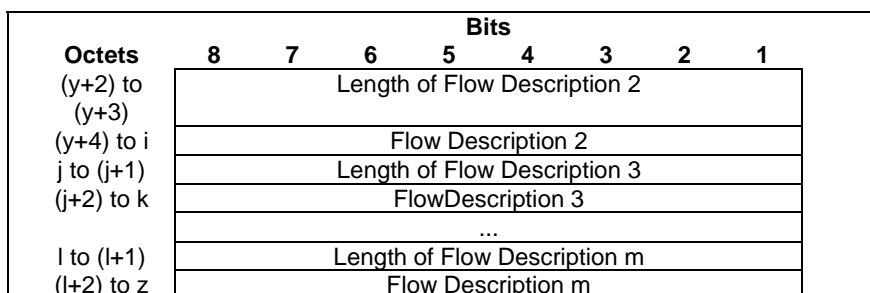 Bits
Octets 8 7 6 5 4 3 2 1
(y+2) to Length of Flow Description 2
(y+3)
(y+4) to i Flow Description 2
j to (j+1) Length of Flow Description 3
(j+2) to k FlowDescription 3
...
l to (l+1) Length of Flow Description m
(l+2) to z Flow Description m